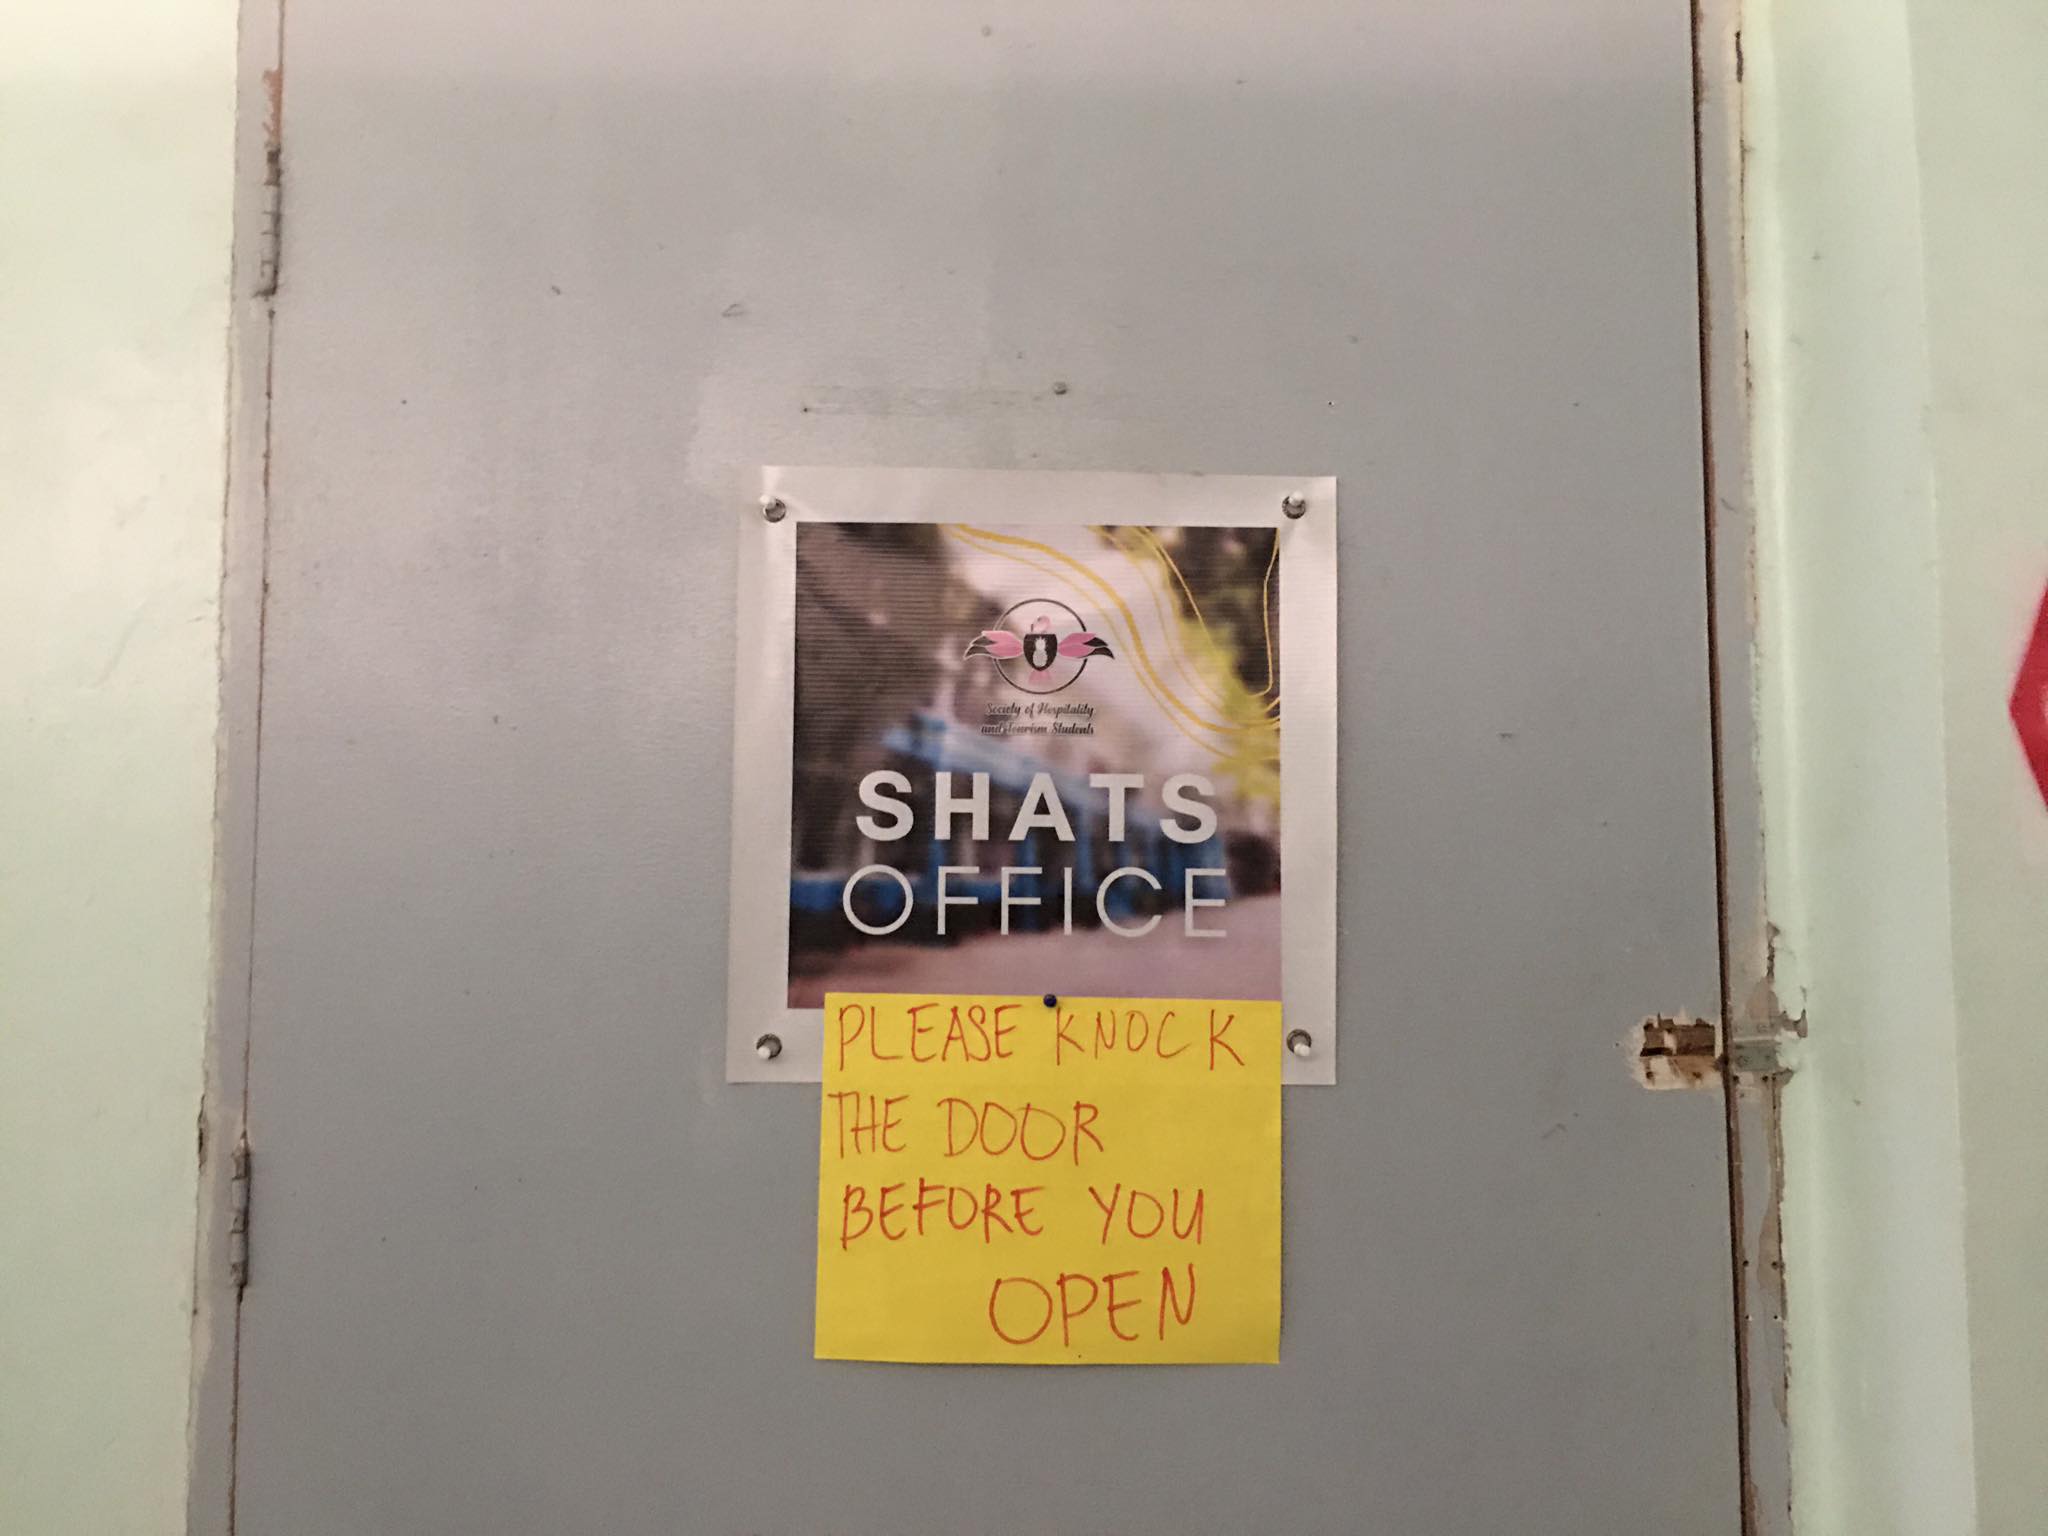 Society of Hospitality
and Tourism Students
SHATS
OFFICE
PLEASE KNOCK
THE DOOR
BEFORE YOU
OPEN